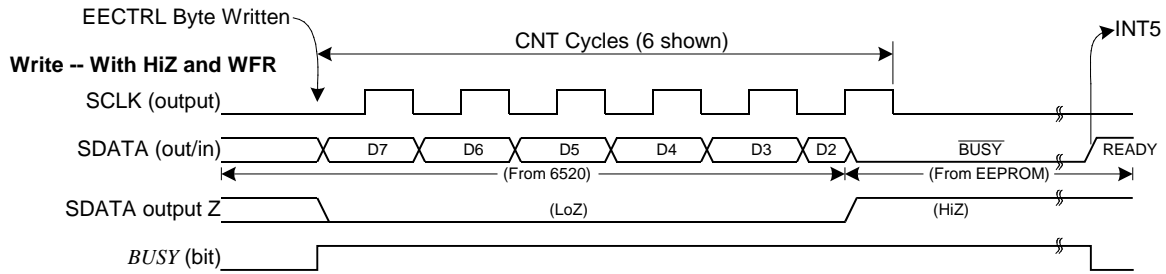 EECTRL Byte Written
INT5
CNT Cycles (6 shown)
Write -- With HiZ and WFR
SCLK (output)
SDATA (out/in) D7 D6 D5 D4 D3 D2 BUSY READY
(From 6520) (From EEPROM)
SDATA output Z (LoZ) (HiZ)
BUSY (bit)